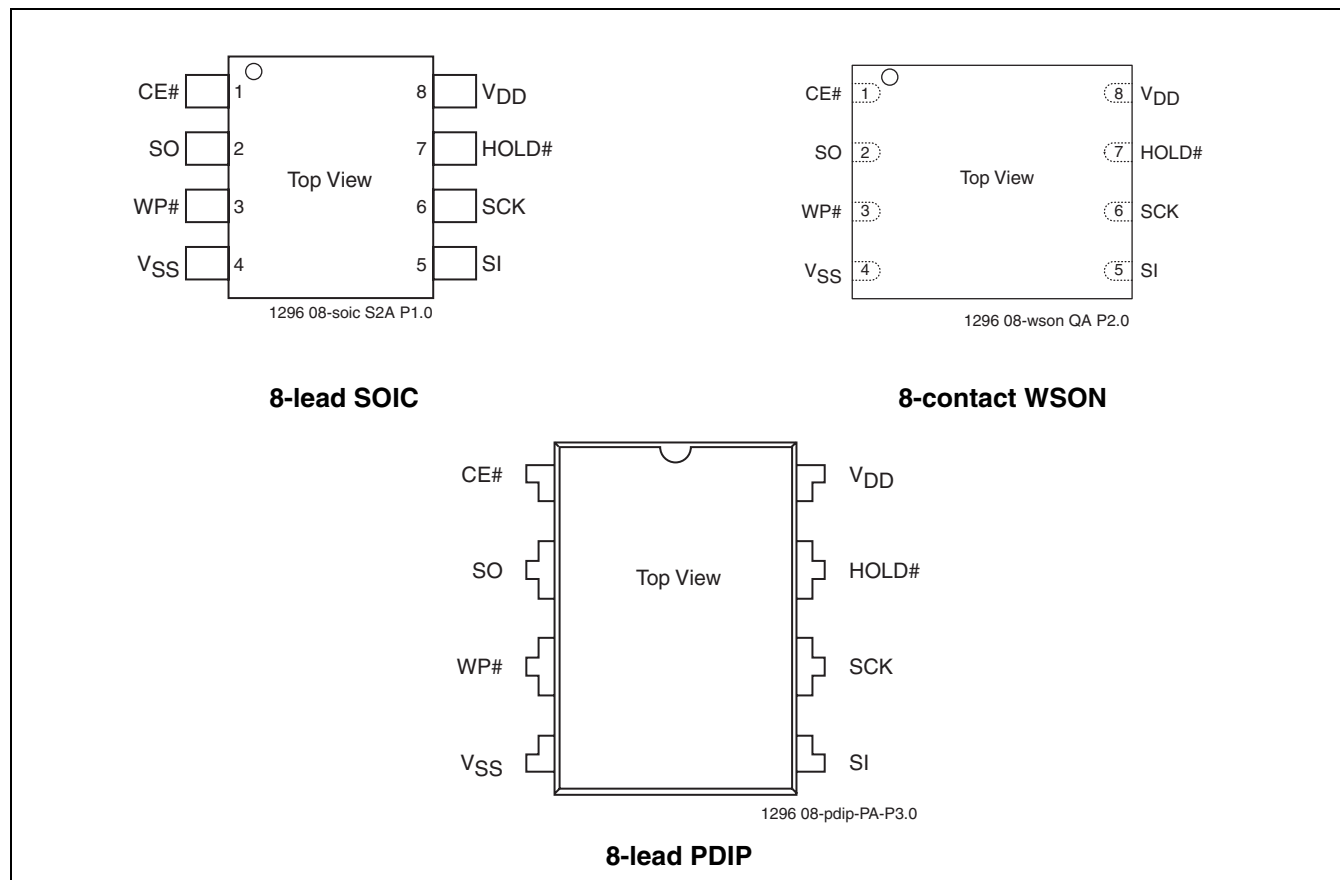 CE# 1 8 VDD
SO 2 7 HOLD#
Top View
WP# 3 6 SCK
VSS 4 5 SI
1296 08-soic S2A P1.0
8-lead SOIC
CE# 1 8 VDD
SO 2 7 HOLD#
Top View
WP# 3 6 SCK
VSS 4 5 SI
1296 08-wson QA P2.0
8-contact WSON
CE# VDD
SO Top View HOLD#
WP# SCK
VSS SI
1296 08-pdip-PA-P3.0
8-lead PDIP